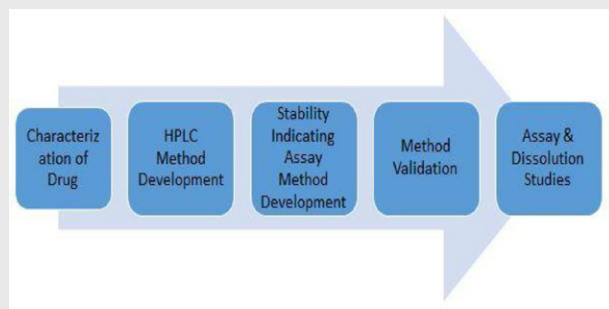 Characteriz
ation of
Drug
HPLC
Method
Development
Stability
Indicating
Assay
Method
Development
Method
Validation
Assay &
Dissolution
Studies